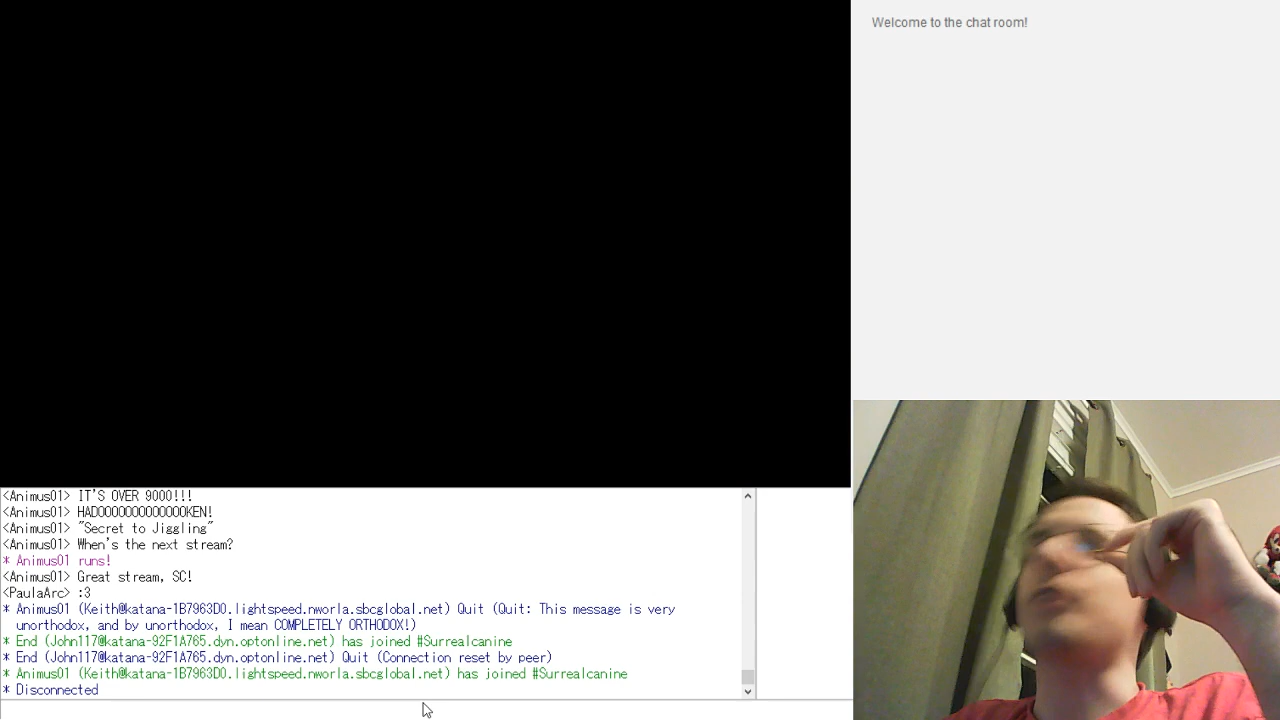 Welcome to the chat room!
<Animus01> IT'S OVER 9000!!!
<Animus01> HADOOOOOOOOOOOOKEN!
<Animus01> "Secret to Jiggling"
<Animus01> When's the next stream?
* Animus01 runs!
<Animus01> Great stream, SC!
<PaulaArc> :3
* Animus01 (Keith@katana-1B7963D0.lightspeed.nworla.sbcglobal.net) Quit (Quit: This message is very
unorthodox, and by unorthodox, I mean COMPLETELY ORTHODOX!)
* End (John117@katana-92F1A765.dyn.optonline.net) has joined #Surrealcanine
* End (John117@katana-92F1A765.dyn.optonline.net) Quit (Connection reset by peer)
* Animus01 (Keith@katana-1B7963D0.lightspeed.nworla.sbcglobal.net) has joined #Surrealcanine
* Disconnected